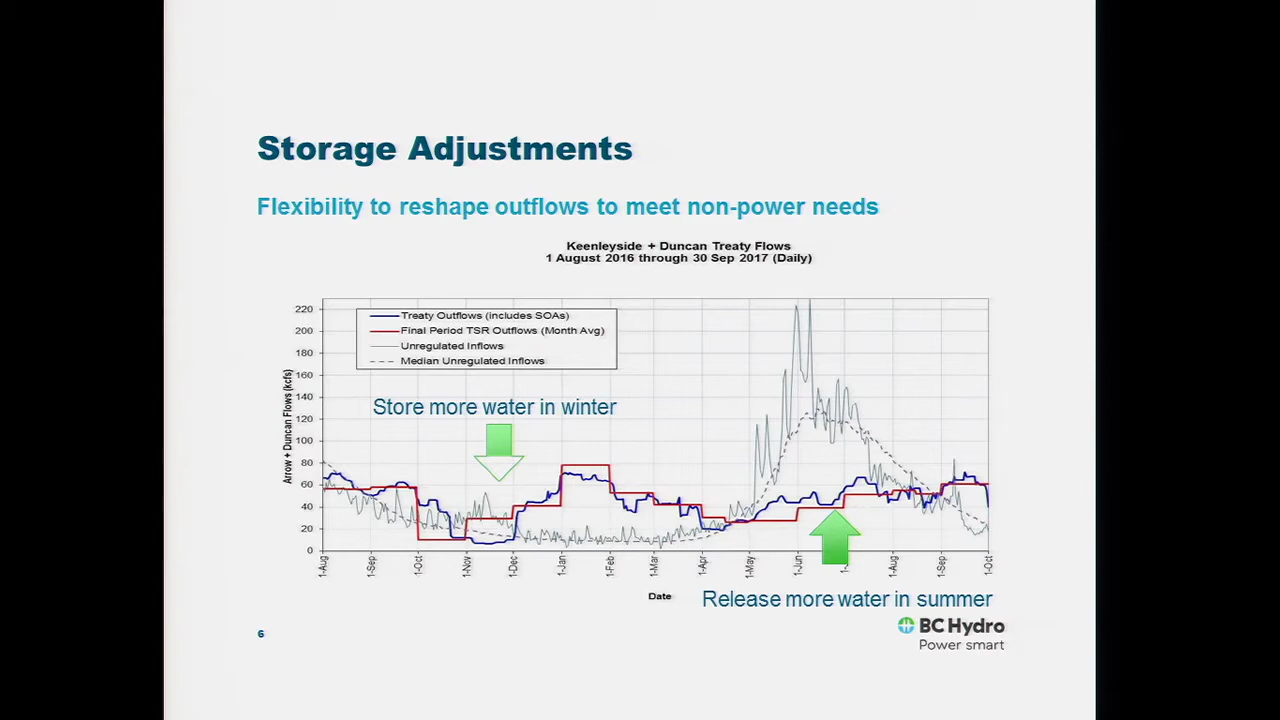 Storage Adjustments
Flexibility to reshape outflows to meet non-power needs
Keenleyside + Duncan Treaty Flows
1 August 2016 through 30 Sep 2017 (Daily)
Arrow + Duncan Flows (kcfs)
220
200
180
160
140
120
100
80
60
40
20
0
Treaty Outflows (includes SOAs)
Final Period TSR Outflows (Month Avg)
Unregulated Inflows
Median Unregulated Inflows
Store more water in winter
1-Aug
1-Sep
1-Oct
1-Nov
1-Dec
1-Jan
1-Feb
1-Mar
1-Apr
1-May
1-Jun
1-Aug
1-Sep
1-Oct
Date
Release more water in summer
6
BC Hydro
Power smart